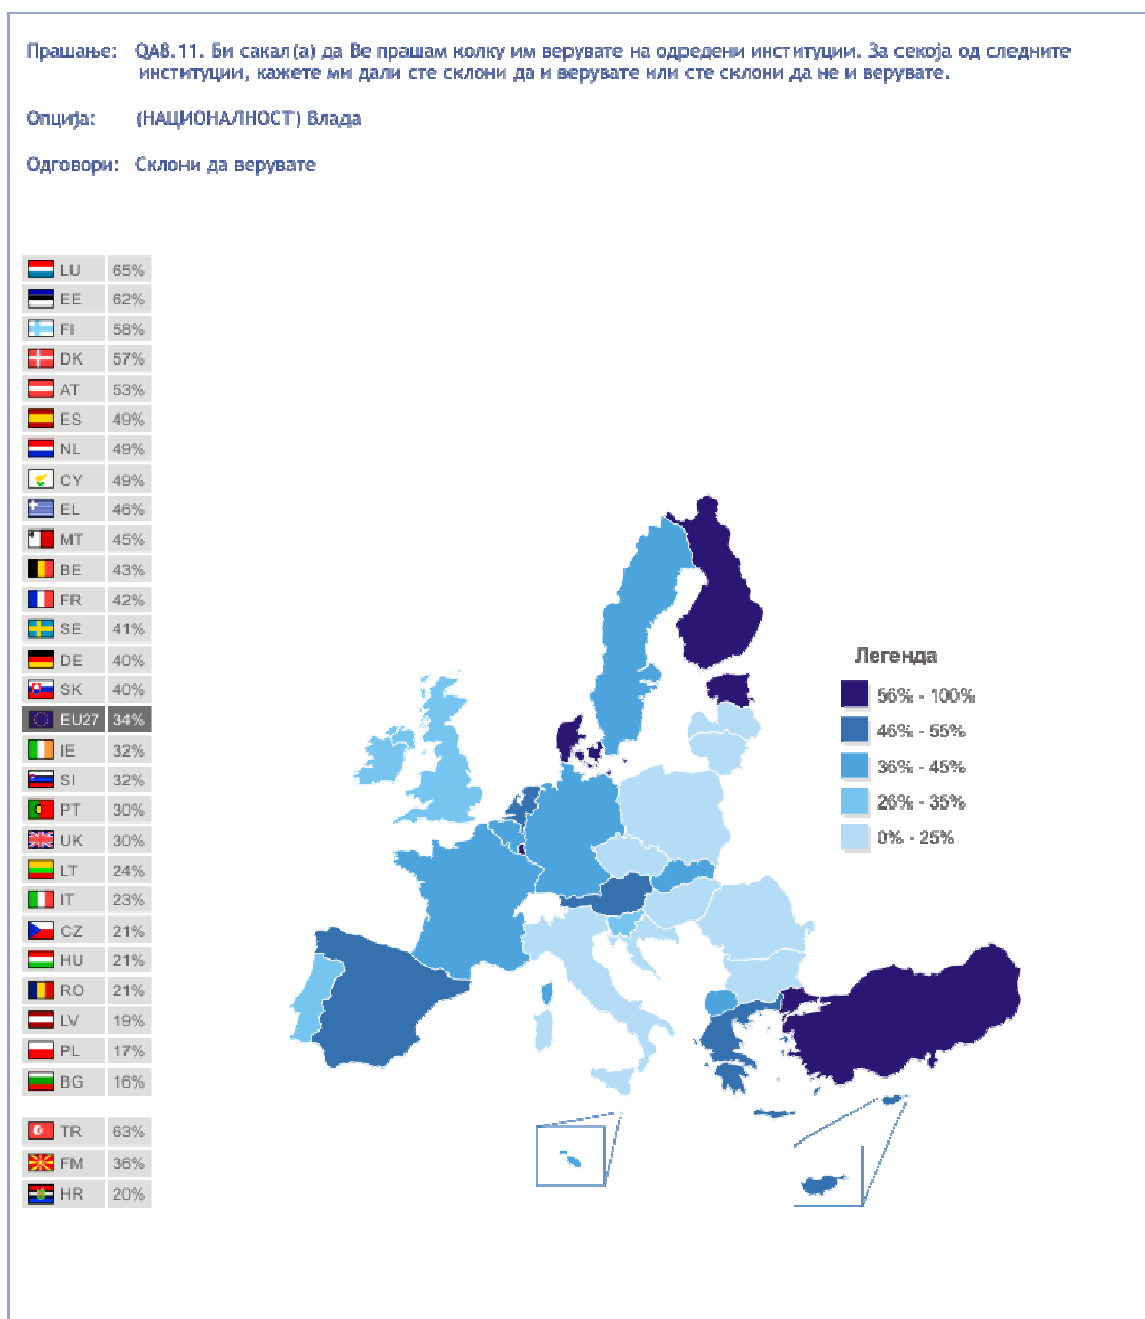 Прашање: QA8.11. Би сакал(а) да Ве прашам колку им верувате на одредени институции. За секоја од следните
институции, кажете ми дали сте склони да и верувате или сте склони да не и верувате.
Опција: (НАЦИОНАЛНОСТ) Влада
Одговори: Склони да верувате
LU 65%
EE 62%
FI 58%
DK 57%
AT 53%
ES 49%
NL 49%
CY 49%
EL 46%
MT 45%
BE 43%
FR 42%
SE 41%
DE 40%
SK 40%
EU27 34%
IE 32%
SI 32%
PT 30%
UK 30%
LT 24%
IT 23%
CZ 21%
HU 21%
RO 21%
LV 19%
PL 17%
BG 16%
TR 63%
FM 36%
HR 20%
Легенда
56% - 100%
46% - 55%
36% - 45%
26% - 35%
0% - 25%